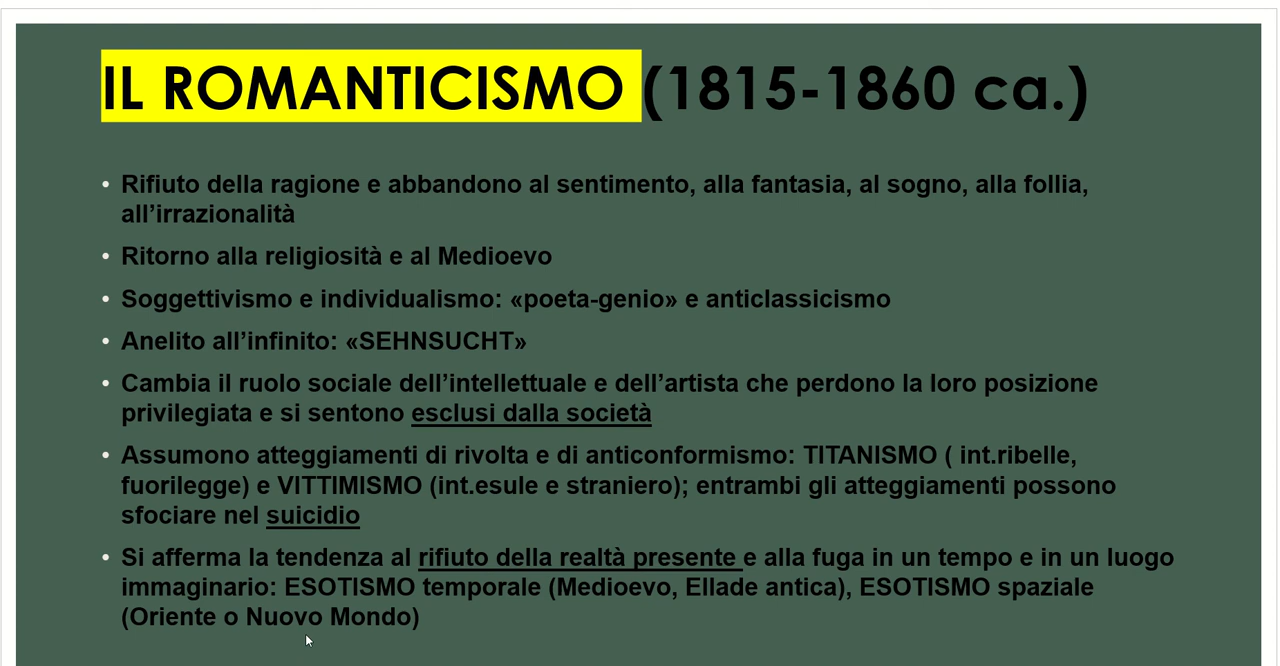 IL ROMANTICISMO (1815-1860 ca.)
• Rifiuto della ragione e abbandono al sentimento, alla fantasia, al sogno, alla follia,
all’irrazionalità
• Ritorno alla religiosità e al Medioevo
• Soggettivismo e individualismo: «poeta-genio» e anticlassicismo
• Anelito all’infinito: «SEHNSUCHT»
• Cambia il ruolo sociale dell’intellettuale e dell’artista che perdono la loro posizione
privilegiata e si sentono esclusi dalla società
• Assumono atteggiamenti di rivolta e di anticonformismo: TITANISMO ( int.ribelle,
fuorilegge) e VITTIMISMO (int.esule e straniero); entrambi gli atteggiamenti possono
sfociare nel suicidio
• Si afferma la tendenza al rifiuto della realtà presente e alla fuga in un tempo e in un luogo
immaginario: ESOTISMO temporale (Medioevo, Ellade antica), ESOTISMO spaziale
(Oriente o Nuovo Mondo)